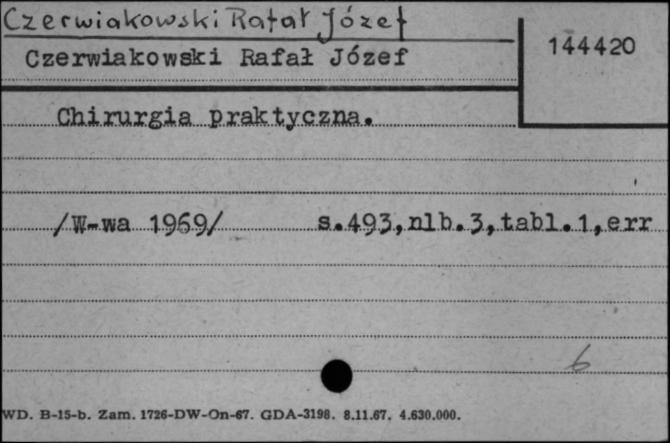 Czerwiakowski Rafał Józef
144420
Czerwiakowski Rafał Józef
Chirurgia praktyczna.
/W-wa 1969/ s.493,nlb.3,tabl.1,err
6
WD. B-15-b. Zam. 1726-DW-On-67. GDA-3198. 8.11.67. 4.630.000.